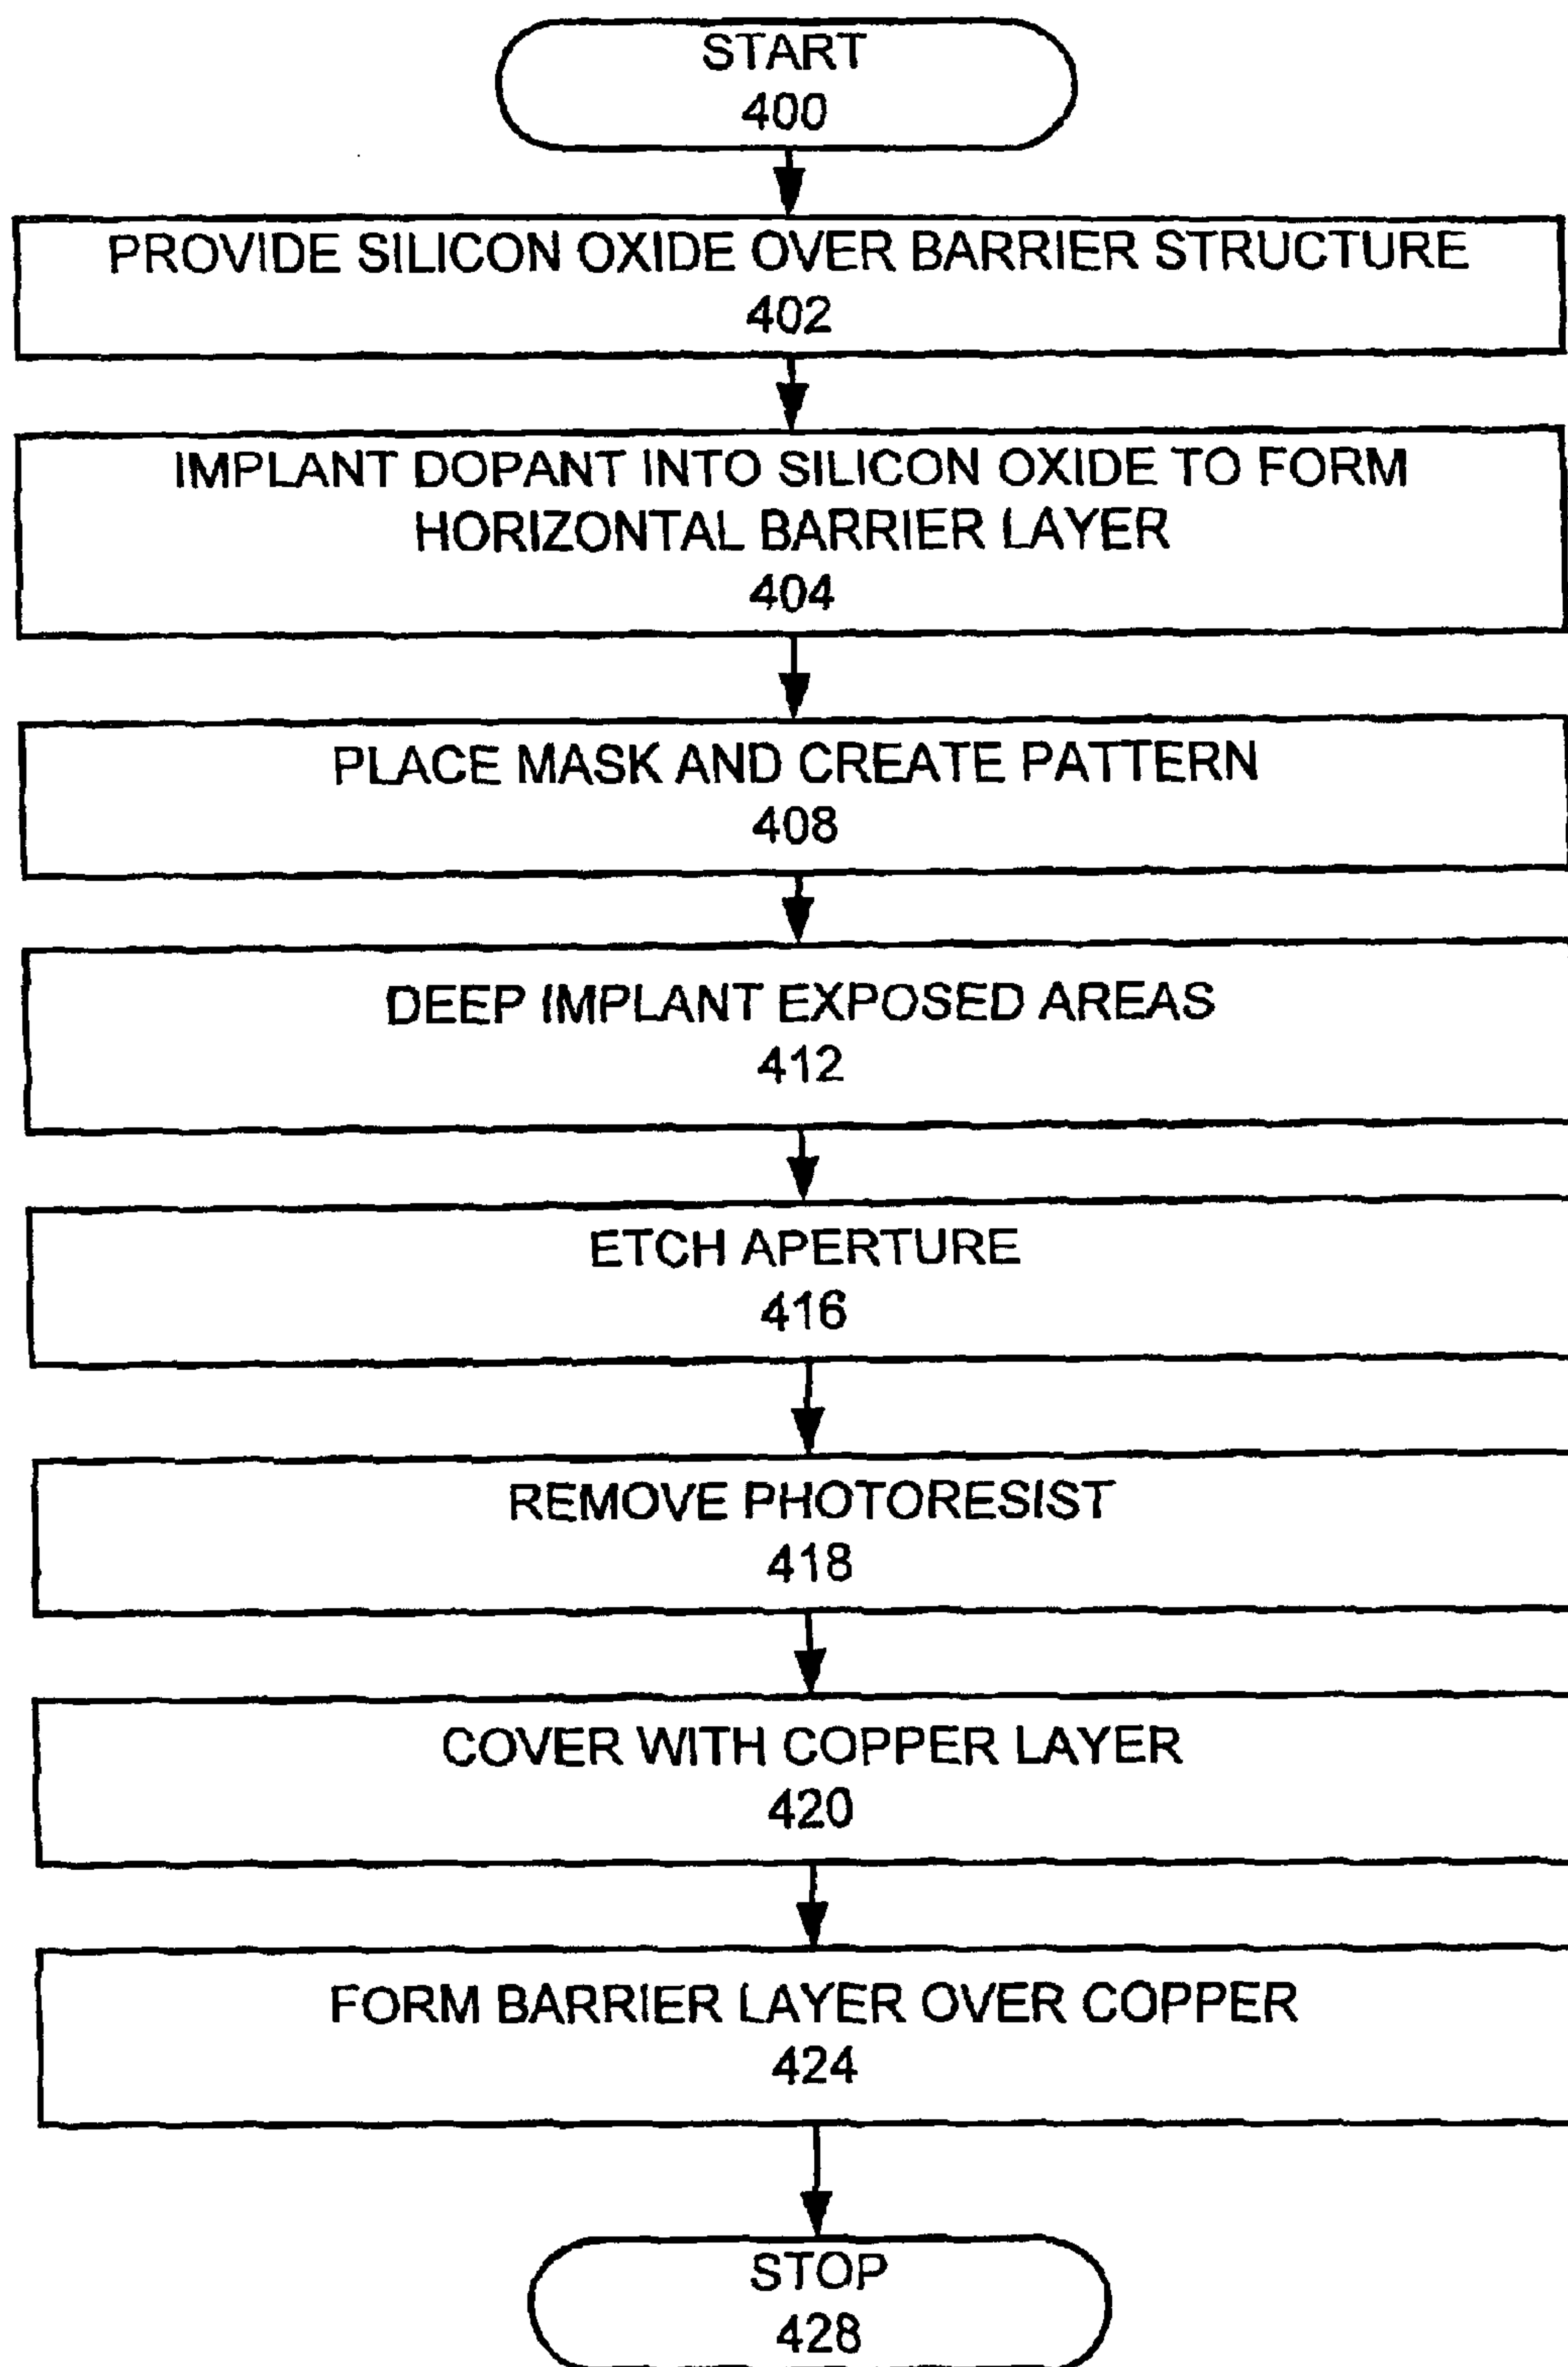 START
400
PROVIDE SILICON OXIDE OVER BARRIER STRUCTURE
402
IMPLANT DOPANT INTO SILICON OXIDE TO FORM
HORIZONTAL BARRIER LAYER
404
PLACE MASK AND CREATE PATTERN
408
DEEP IMPLANT EXPOSED AREAS
412
ETCH APERTURE
416
REMOVE PHOTORESIST
418
COVER WITH COPPER LAYER
420
FORM BARRIER LAYER OVER COPPER
424
STOP
428